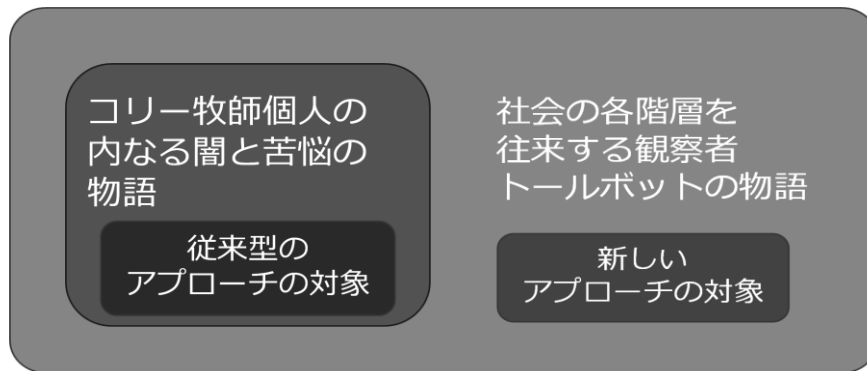 コリー牧師個人の
内なる闇と苦悩の
物語
従来型の
アプローチの対象
社会の各階層を
往来する観察者
トールボットの物語
新しい
アプローチの対象